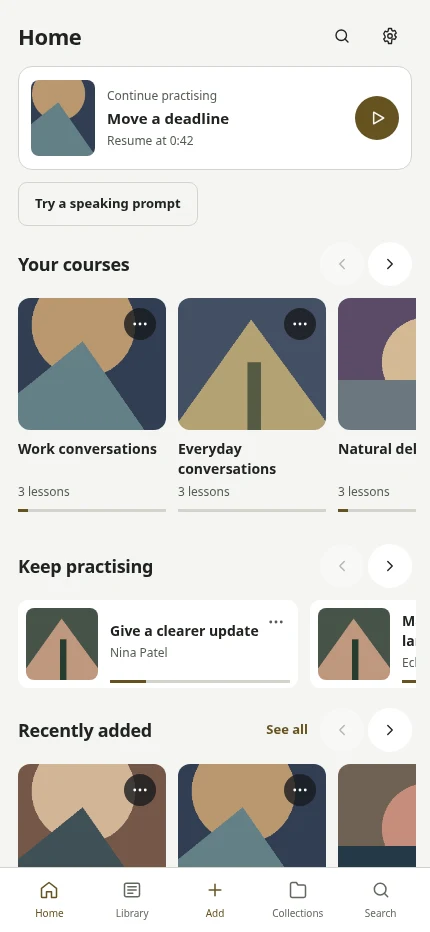 Home
Continue practising
Move a deadline
Resume at 0:42
Try a speaking prompt
Your courses
Work conversations
3 lessons
Everyday
conversations
3 lessons
Natural del
3 lessons
Keep practising
Give a clearer update
Nina Patel
Recently added
See all
Home
Library
Add
Collections
Search